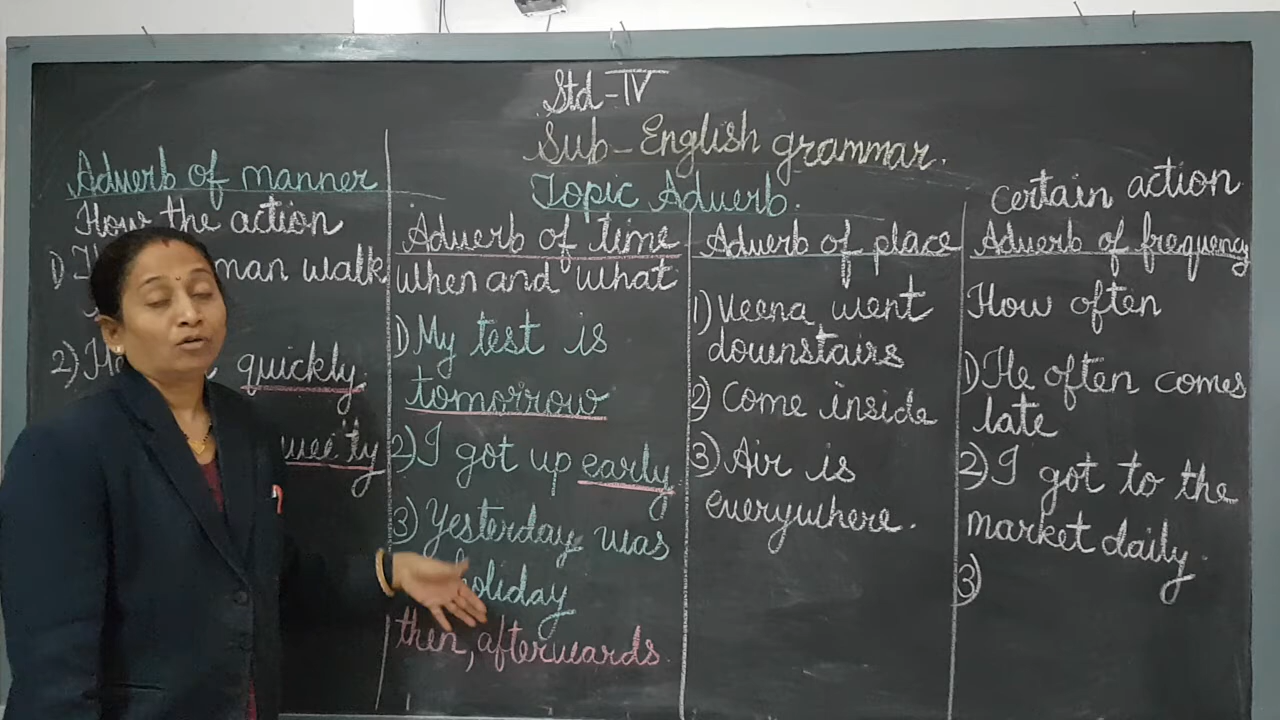 Std-IV
Sub-English grammar.
Topic Adverb.
Adverb of manner
How the action
1)
man walk
2)
quickly.
Adverb of time
when and what
1) My test is
tomorrow
2) I got up early
3) Yesterday was
holiday
then, afterwards
Adverb of place
1) Veena went
downstairs
2) Come inside
3) Air is
everywhere.
certain action
Adverb of frequency
How often
1) He often comes
late
2) I got to the
market daily.
3)